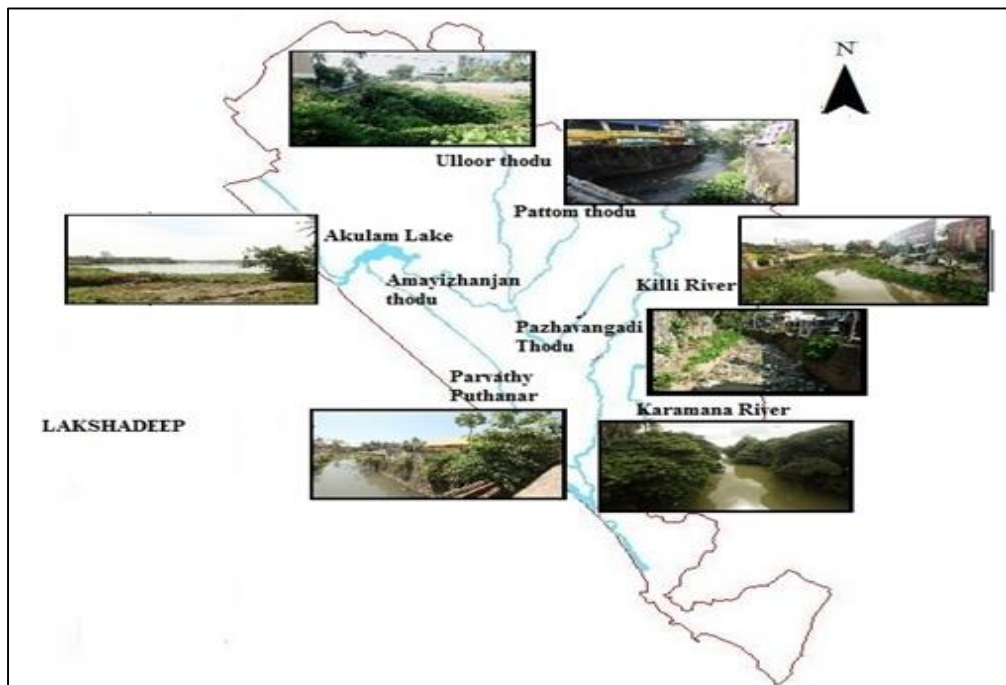 N
Ulloor thodu
Pattom thodu
Akulam Lake
Amayizhanjan
thodu
Killi River
Pazhavangadi
Thodu
Parvathy
Puthanar
Karamana River
LAKSHADEEP